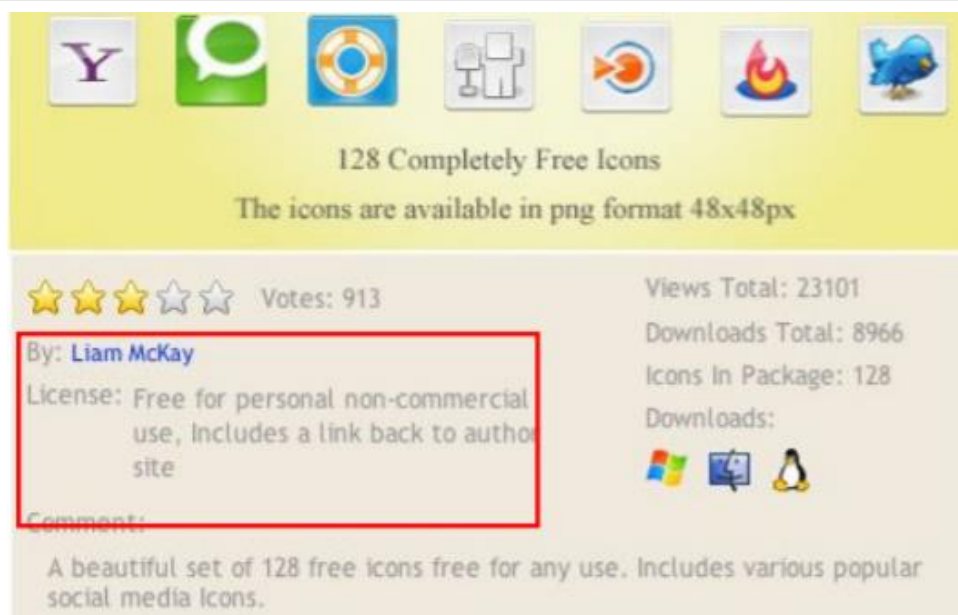 Y
128 Completely Free Icons
The icons are available in png format 48x48px
Votes: 913
By: Liam McKay
License: Free for personal non-commercial
use, Includes a link back to author
site
Comment:
A beautiful set of 128 free icons free for any use. Includes various popular
social media Icons.
Views Total: 23101
Downloads Total: 8966
Icons In Package: 128
Downloads: